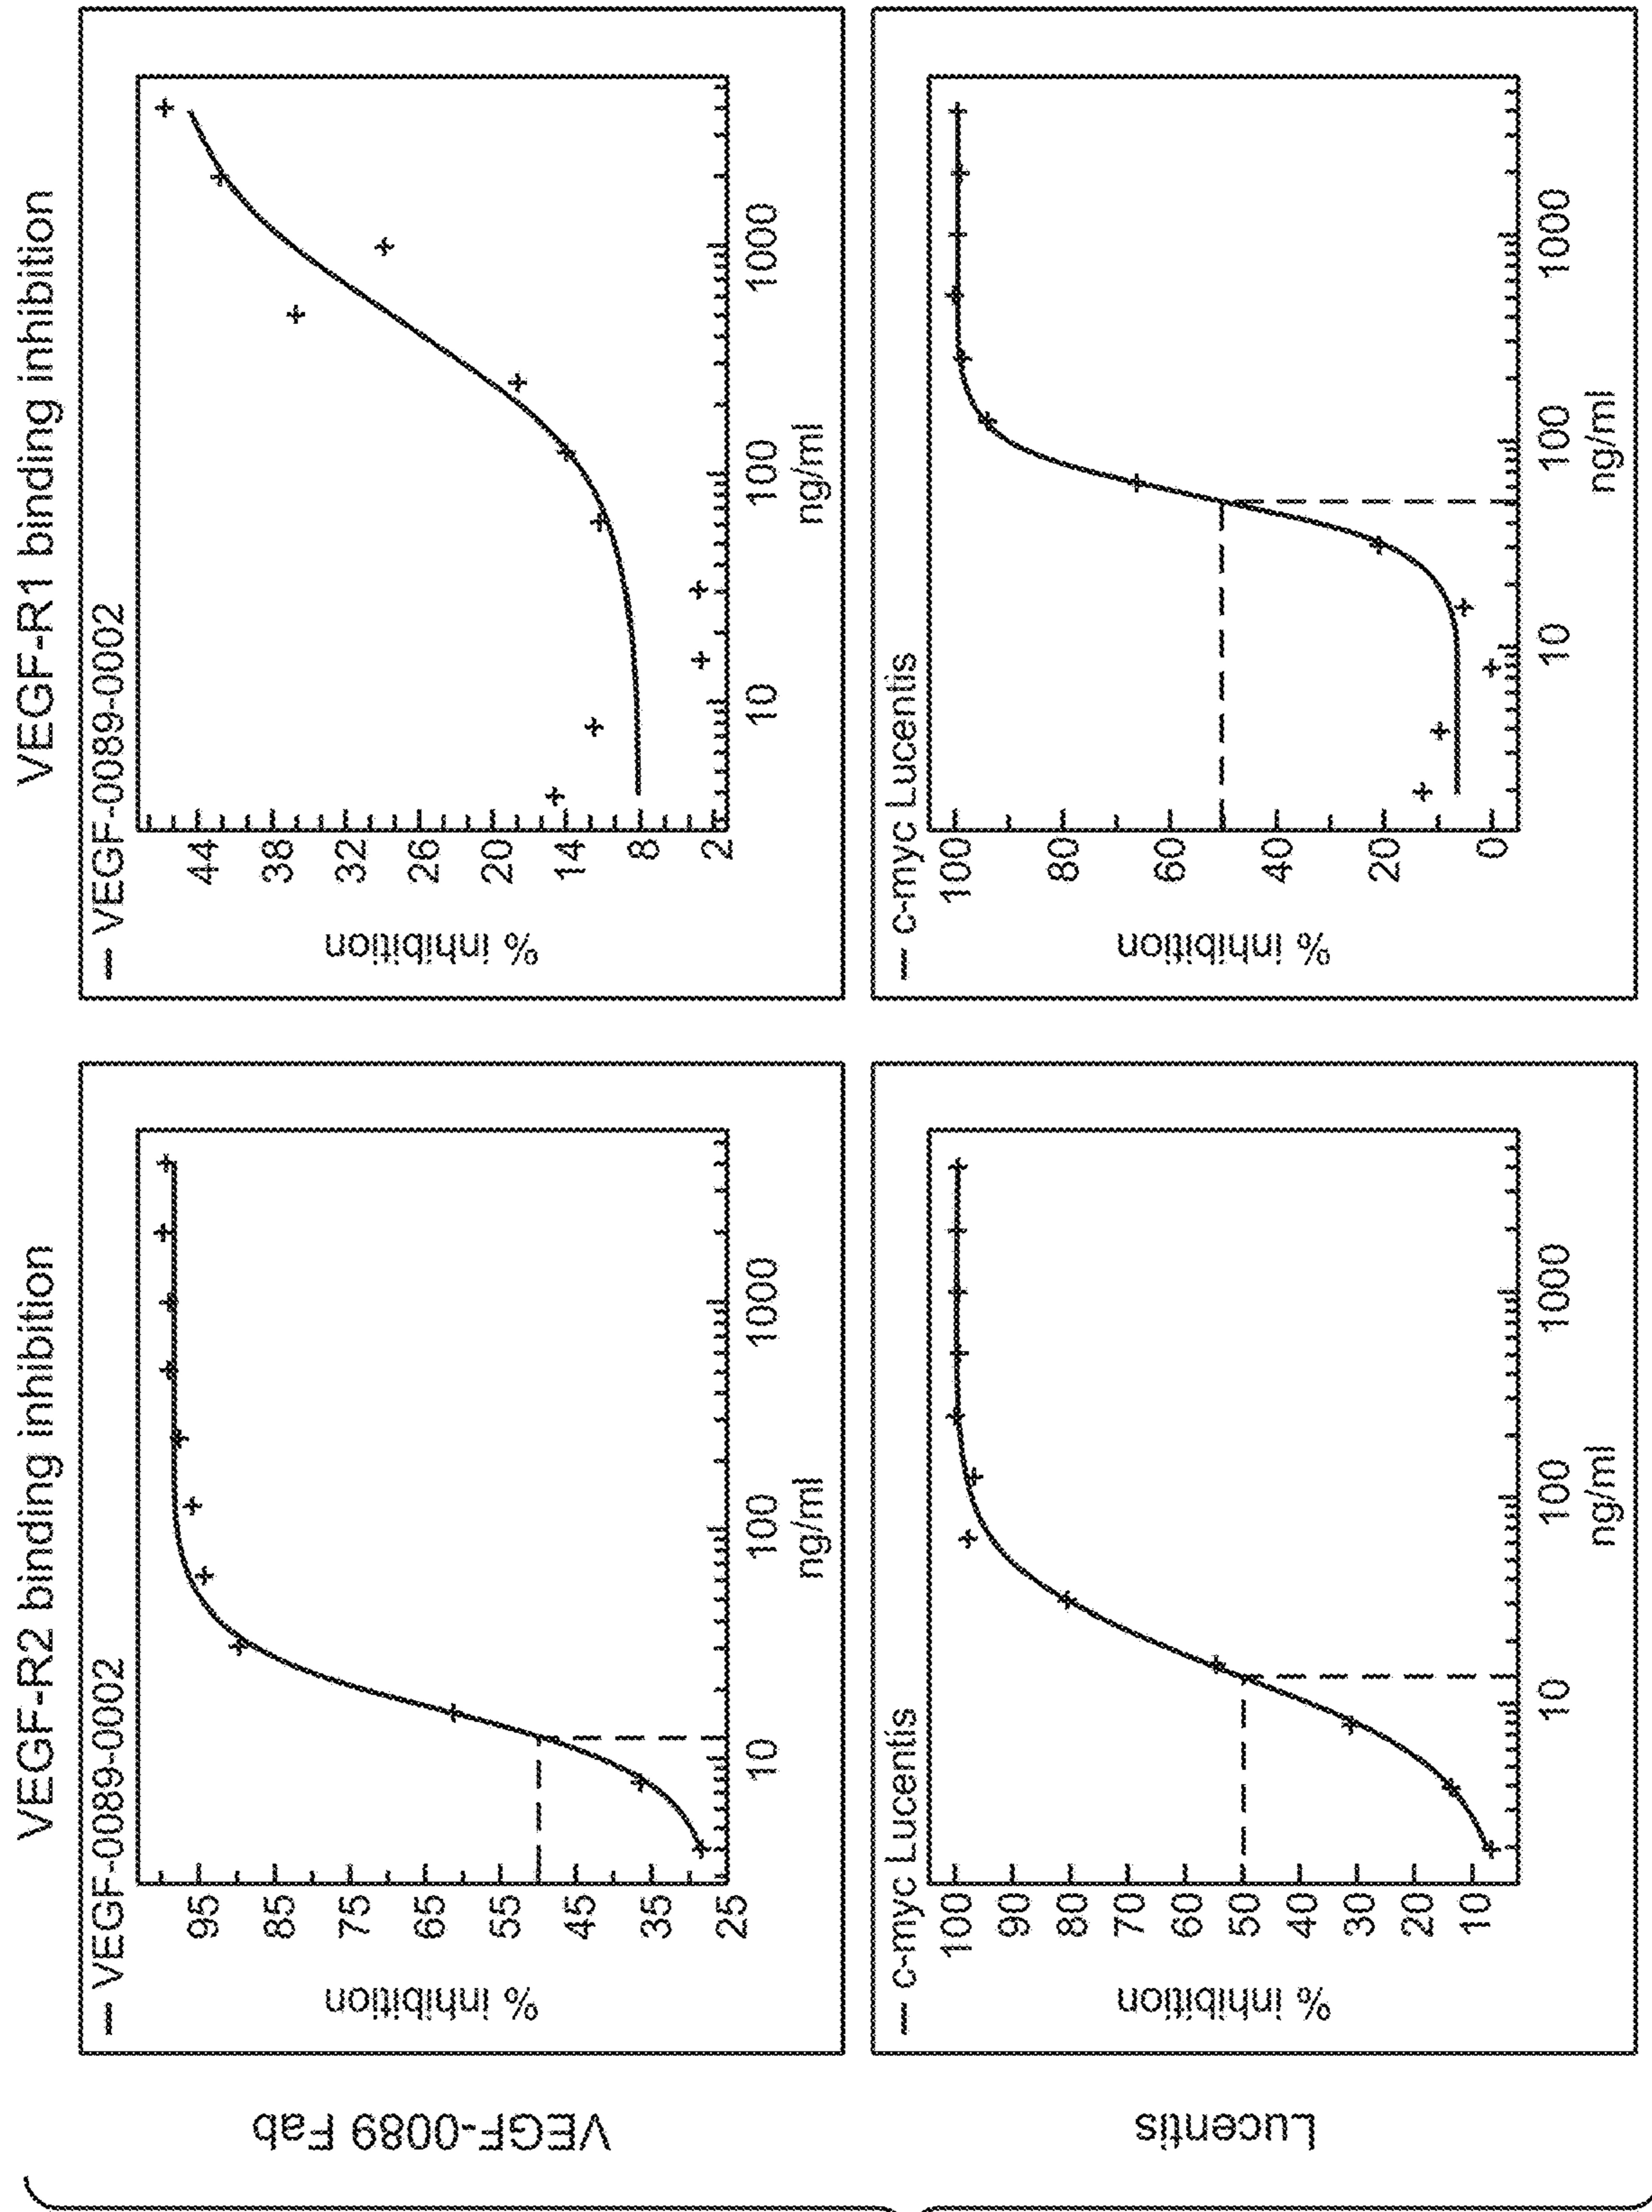 VEGF-R2 binding inhibition
VEGF-R1 binding inhibition
VEGF-0089 Fab
VEGF-0089-0002
% inhibition
95
85
75
65
55
45
35
25
10
100
1000
ng/ml
VEGF-0089-0002
% inhibition
44
38
32
26
20
14
8
2
10
100
1000
ng/ml
Lucentis
c-myc Lucentis
% inhibition
100
90
80
70
60
50
40
30
20
10
10
100
1000
ng/ml
c-myc Lucentis
% inhibition
100
80
60
40
20
0
10
100
1000
ng/ml